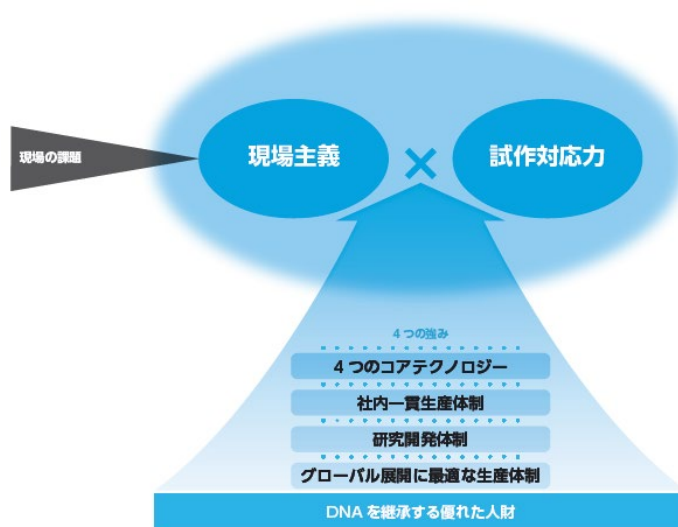 現場の課題
現場主義
×
試作対応力
4つの強み
4つのコアテクノロジー
社内一貫生産体制
研究開発体制
グローバル展開に最適な生産体制
DNAを継承する優れた人財